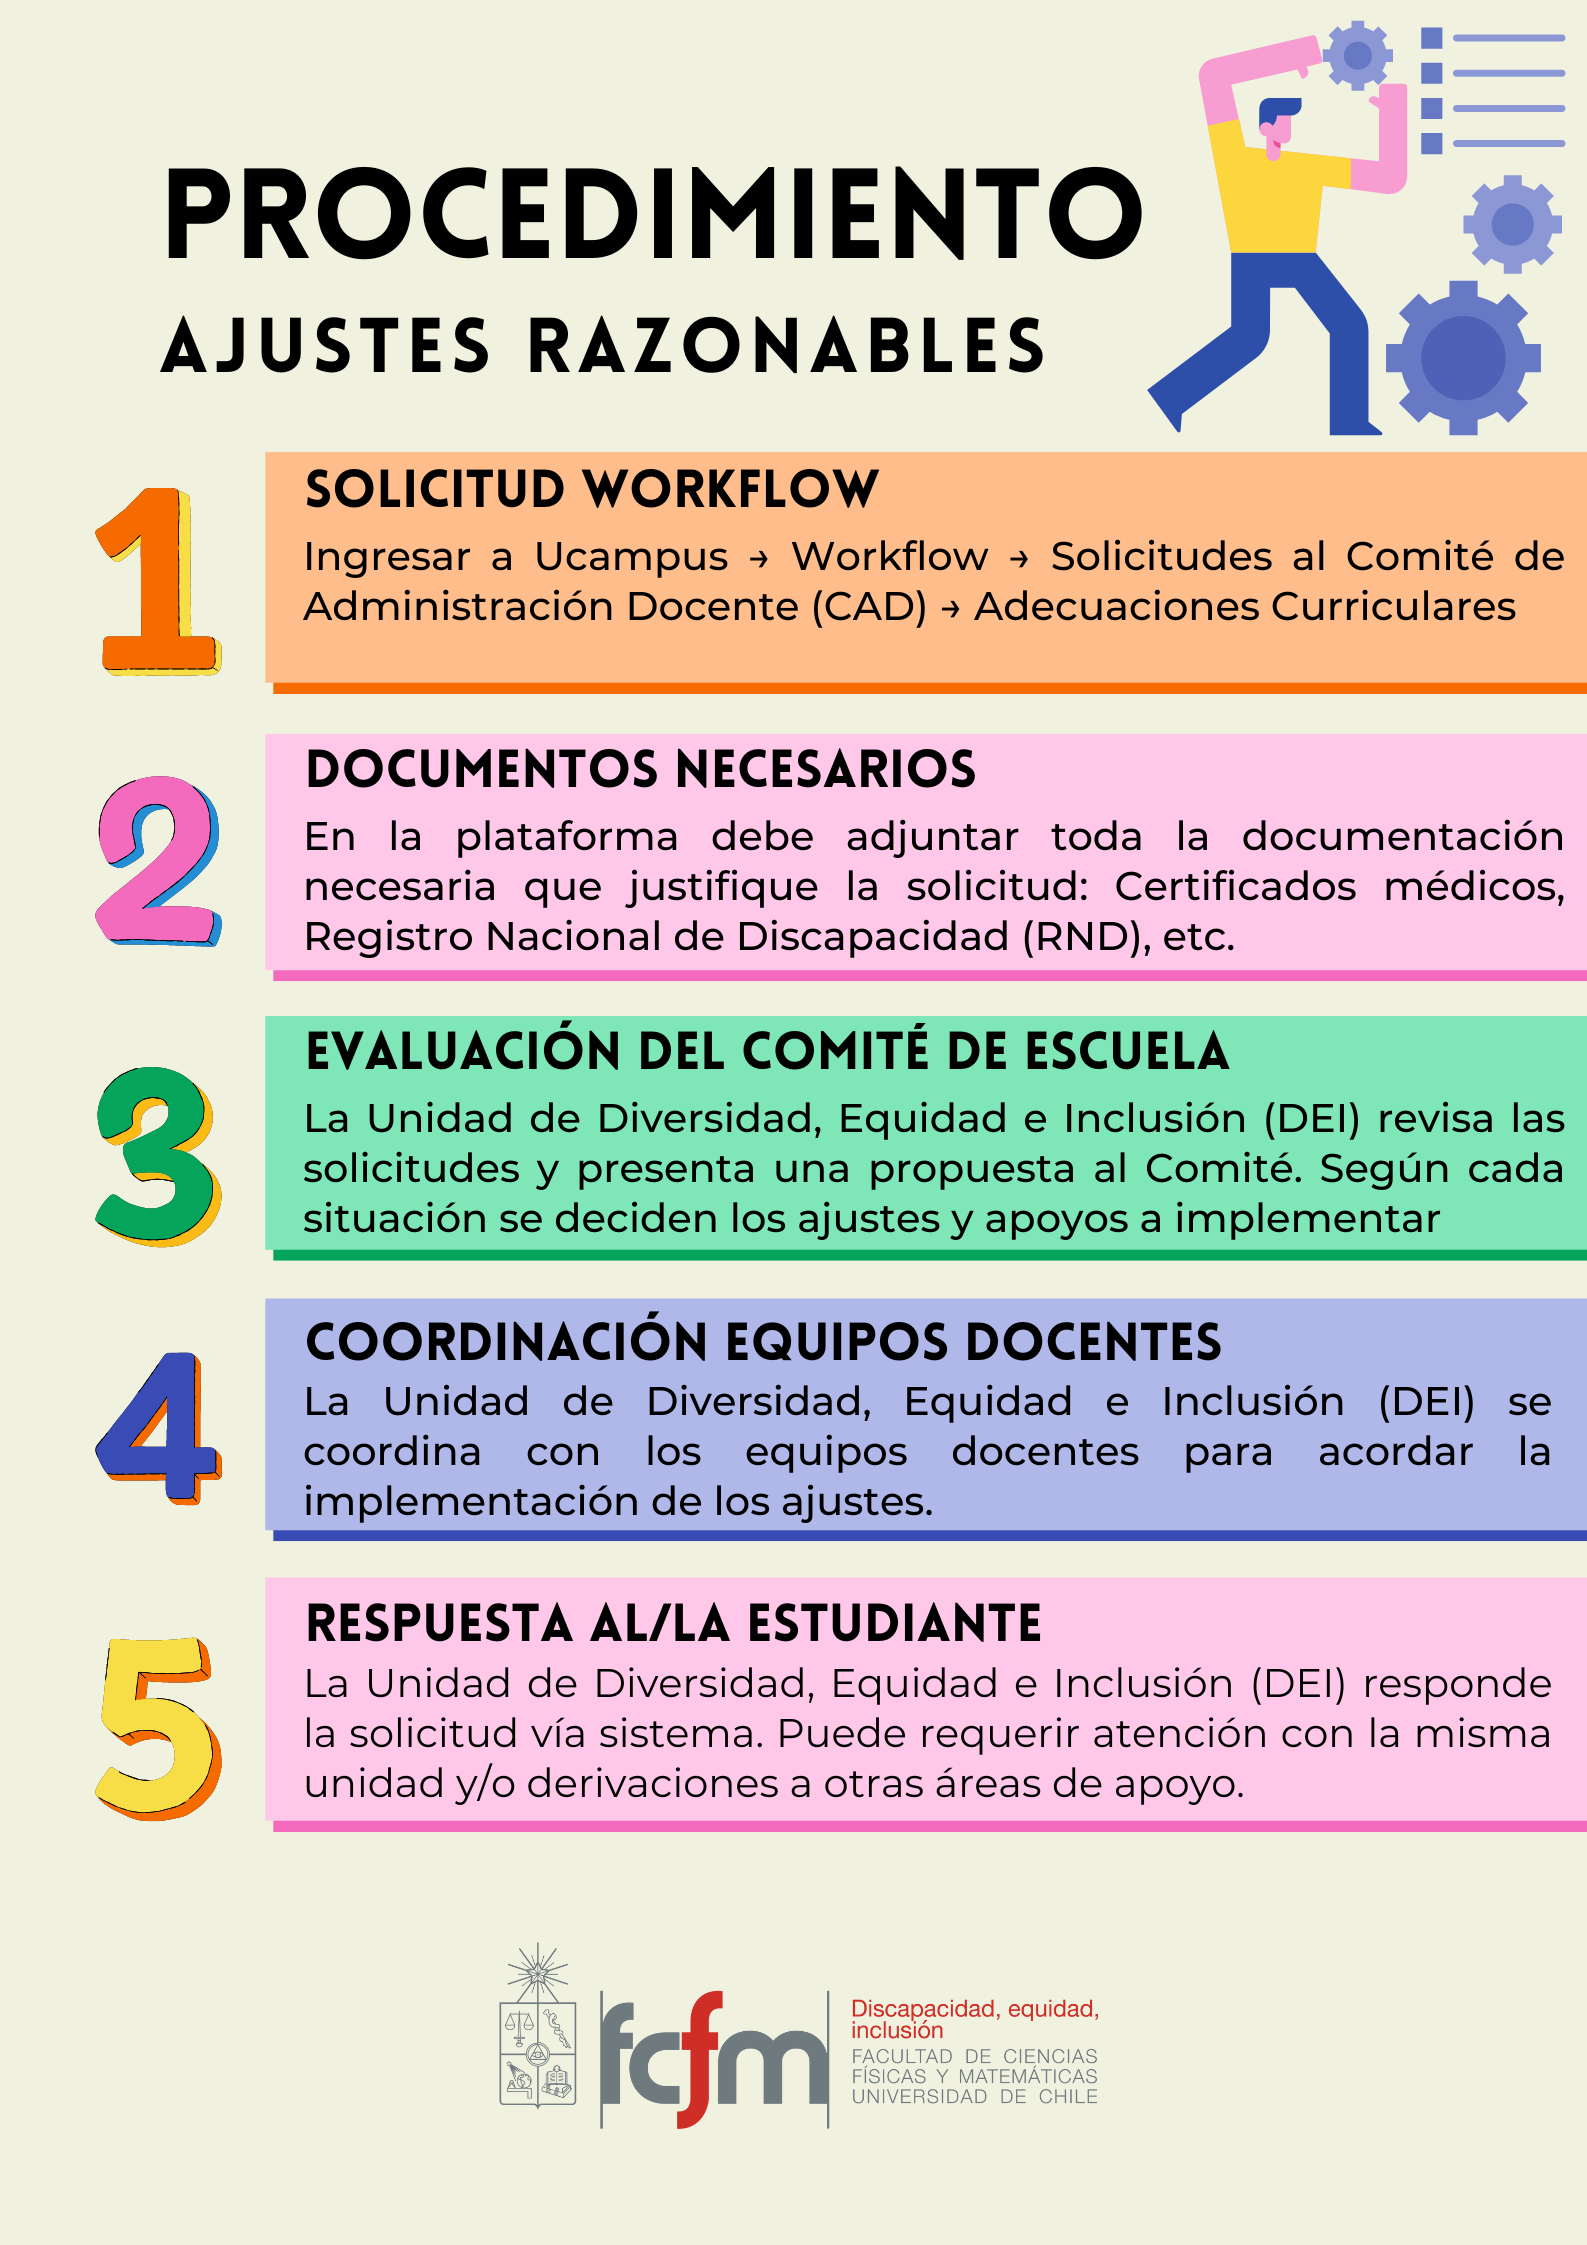 PROCEDIMIENTO
AJUSTES RAZONABLES
1
SOLICITUD WORKFLOW
Ingresar a Ucampus → Workflow → Solicitudes al Comité de
Administración Docente (CAD) → Adecuaciones Curriculares
2
DOCUMENTOS NECESARIOS
En la plataforma debe adjuntar toda la documentación
necesaria que justifique la solicitud: Certificados médicos,
Registro Nacional de Discapacidad (RND), etc.
3
EVALUACIÓN DEL COMITÉ DE ESCUELA
La Unidad de Diversidad, Equidad e Inclusión (DEI) revisa las
solicitudes y presenta una propuesta al Comité. Según cada
situación se deciden los ajustes y apoyos a implementar
4
COORDINACIÓN EQUIPOS DOCENTES
La Unidad de Diversidad, Equidad e Inclusión (DEI) se
coordina con los equipos docentes para acordar la
implementación de los ajustes.
5
RESPUESTA AL/LA ESTUDIANTE
La Unidad de Diversidad, Equidad e Inclusión (DEI) responde
la solicitud vía sistema. Puede requerir atención con la misma
unidad y/o derivaciones a otras áreas de apoyo.
fcfm
Discapacidad, equidad,
inclusión
FACULTAD DE CIENCIAS
FÍSICAS Y MATEMÁTICAS
UNIVERSIDAD DE CHILE